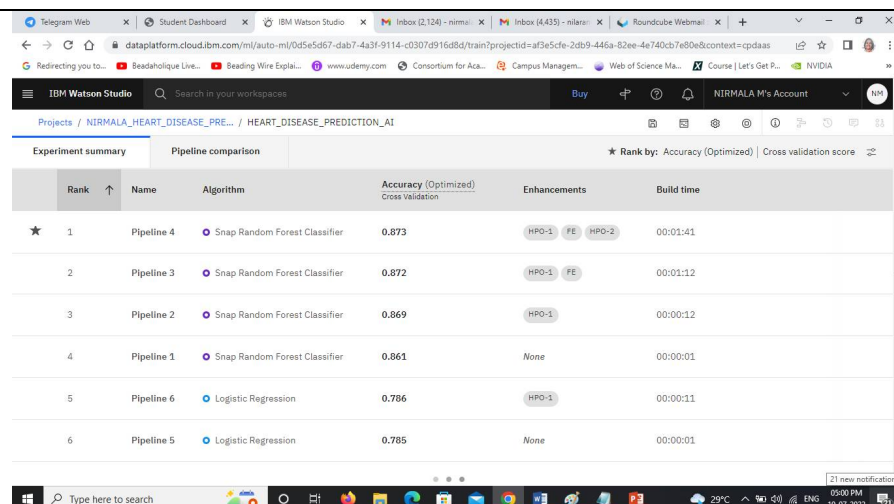 Telegram Web
Student Dashboard
IBM Watson Studio
Inbox (2,124) - nirmal
Inbox (4,435) - nilaran
Roundcube Webmail
dataplatform.cloud.ibm.com/ml/auto-ml/0d5e5d67-dab7-4a3f-9114-c0307d916d8d/train?projectid=af3e5cfe-2db9-446a-82ee-4e740cb7e80e&context=cpdaas
Redirecting you to...
Beadaholique Live...
Beading Wire Explai...
www.udemy.com
Consortium for Aca...
Campus Managem...
Web of Science Ma...
Course | Let's Get P...
NVIDIA
»
IBM Watson Studio
Search in your workspaces
Buy
NIRMALA M's Account
NM
Projects / NIRMALA_HEART_DISEASE_PRE... / HEART_DISEASE_PREDICTION_AI
Experiment summary
Pipeline comparison
Rank by: Accuracy (Optimized) | Cross validation score
Rank Name Algorithm Accuracy (Optimized) Enhancements Build time
Cross Validation
1 Pipeline 4 Snap Random Forest Classifier 0.873 HPO-1 FE HPO-2 00:01:41
2 Pipeline 3 Snap Random Forest Classifier 0.872 HPO-1 FE 00:01:12
3 Pipeline 2 Snap Random Forest Classifier 0.869 HPO-1 00:00:12
4 Pipeline 1 Snap Random Forest Classifier 0.861 None 00:00:01
5 Pipeline 6 Logistic Regression 0.786 HPO-1 00:00:11
6 Pipeline 5 Logistic Regression 0.785 None 00:00:01
21 new notificatio
Type here to search
29°C
ENG
05:00 PM